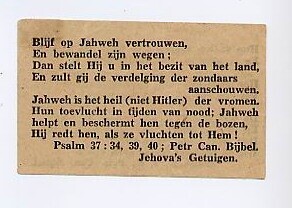 Blijf op Jahweh vertrouwen,
En bewandel zijn wegen ;
Dan stelt Hij u in het bezit van het land,
En zult gij de verdelging der zondaars
aanschouwen.
Jahweh is het heil (niet Hitler) der vromen.
Hun toevlucht in tijden van nood; Jahweh
helpt en beschermt hen tegen de bozen,
Hij redt hen, als ze vluchten tot Hem !
Psalm 37 : 34, 39, 40 ; Petr Can. Bijbel.
Jehova's Getuigen.